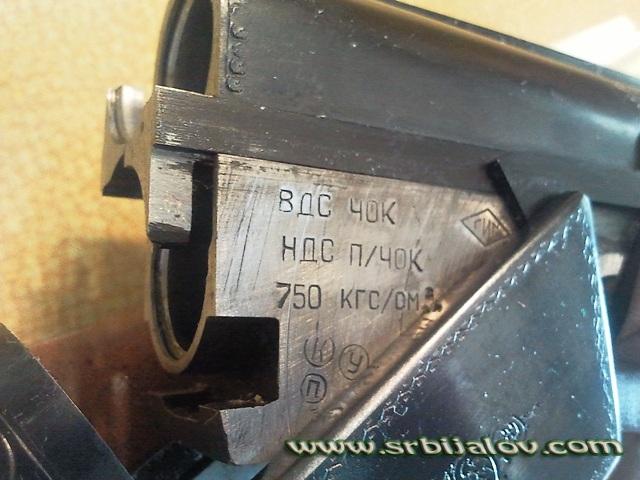 ВДС ЧОК
НДС П/ЧОК
750 КГС/СМ²
У
П
www.srbijalov.com